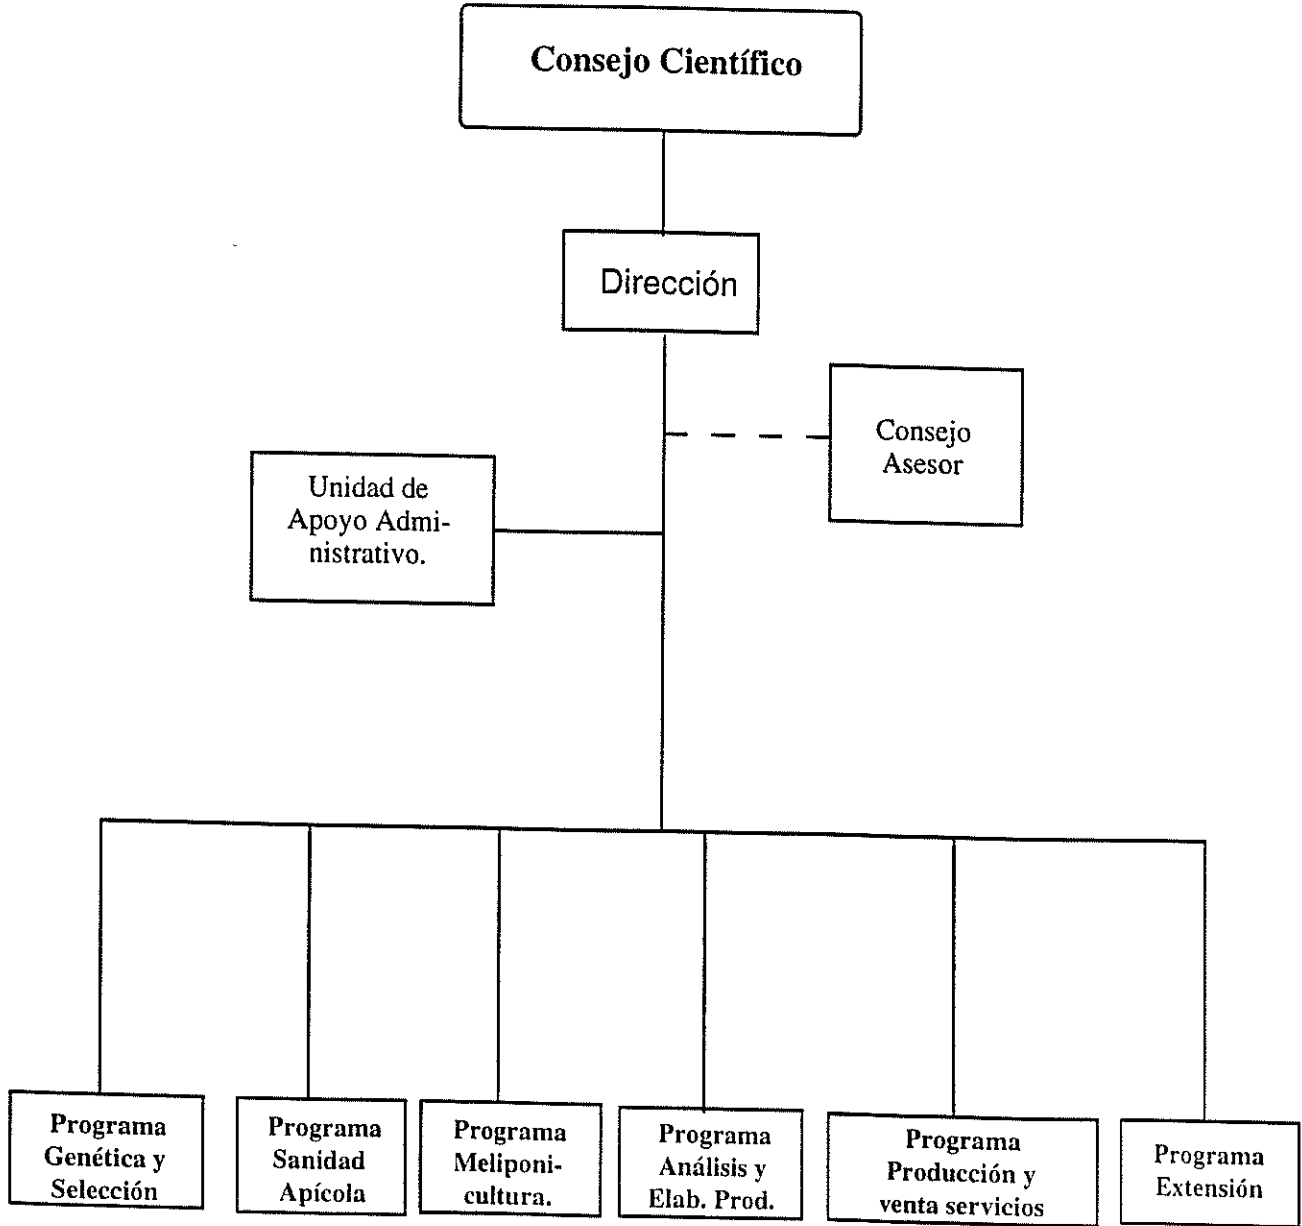 Consejo Científico
Dirección
Consejo
Asesor
Unidad de
Apoyo Admi-
nistrativo.
Programa
Genética y
Selección
Programa
Sanidad
Apícola
Programa
Meliponi-
cultura.
Programa
Análisis y
Elab. Prod.
Programa
Producción y
venta servicios
Programa
Extensión